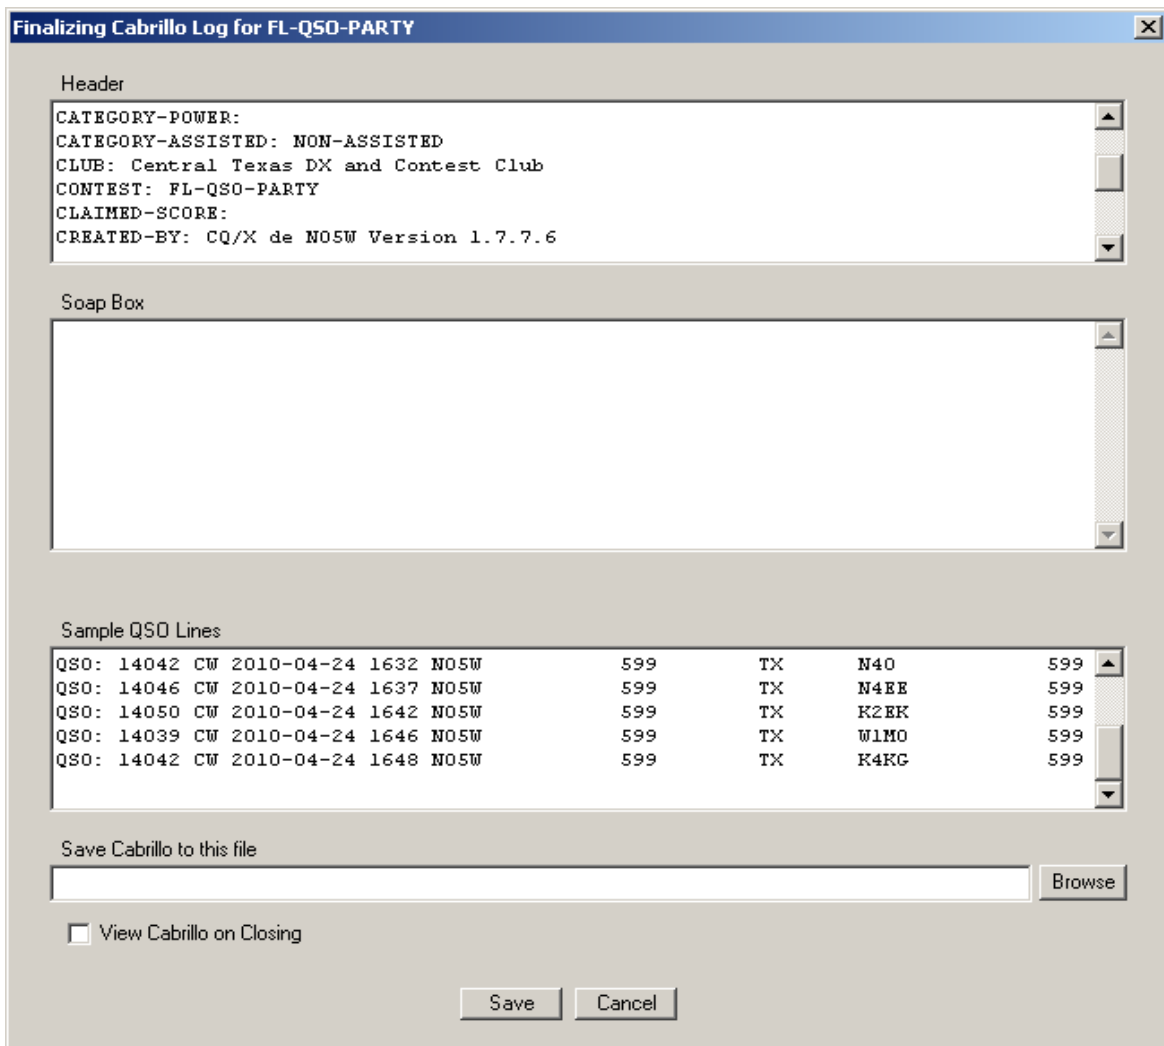 Finalizing Cabrillo Log for FL-QSO-PARTY
Header
CATEGORY-POWER:
CATEGORY-ASSISTED: NON-ASSISTED
CLUB: Central Texas DX and Contest Club
CONTEST: FL-QSO-PARTY
CLAIMED-SCORE:
CREATED-BY: CQ/X de NO5W Version 1.7.7.6
Soap Box
Sample QSO Lines
QSO: 14042 CW 2010-04-24 1632 NO5W 599 TX N4O 599
QSO: 14046 CW 2010-04-24 1637 NO5W 599 TX N4EE 599
QSO: 14050 CW 2010-04-24 1642 NO5W 599 TX K2EK 599
QSO: 14039 CW 2010-04-24 1646 NO5W 599 TX W1MO 599
QSO: 14042 CW 2010-04-24 1648 NO5W 599 TX K4KG 599
Save Cabrillo to this file
Browse
View Cabrillo on Closing
Save Cancel